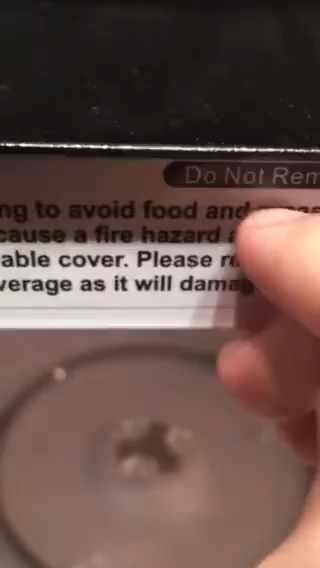 Do Not Rem
ng to avoid food and
cause a fire hazard a
able cover. Please re
verage as it will damag